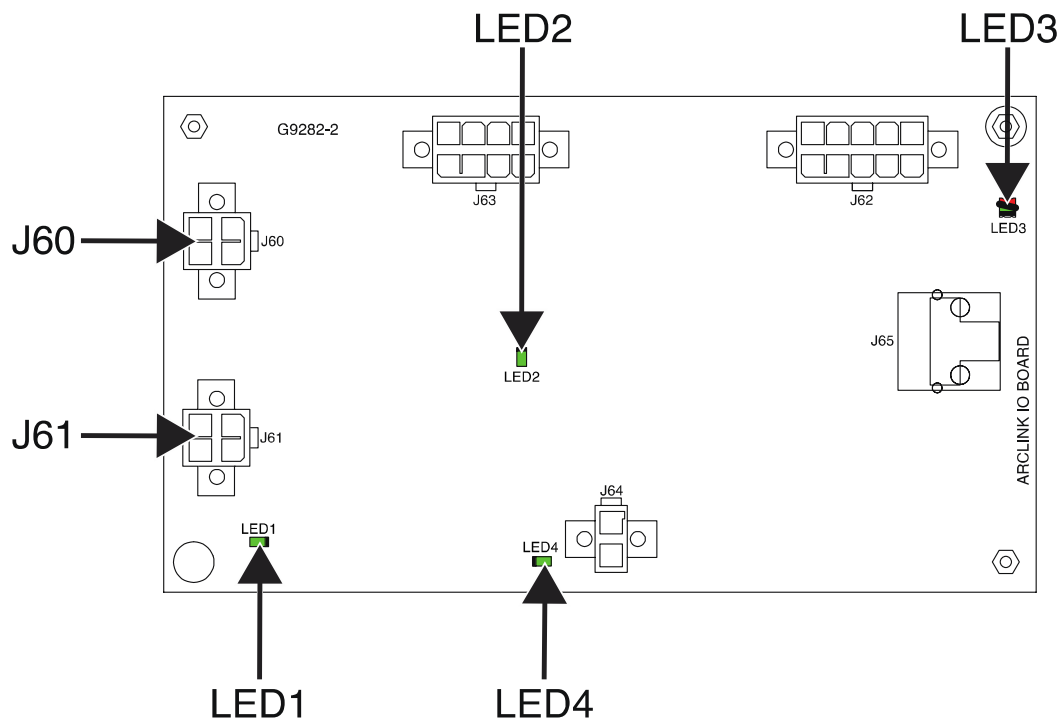 LED2
LED3
G9282-2
J63
J62
LED3
J60
J60
J65
LED2
ARCLINK IO BOARD
J61
J61
J64
LED1
LED4
LED1
LED4